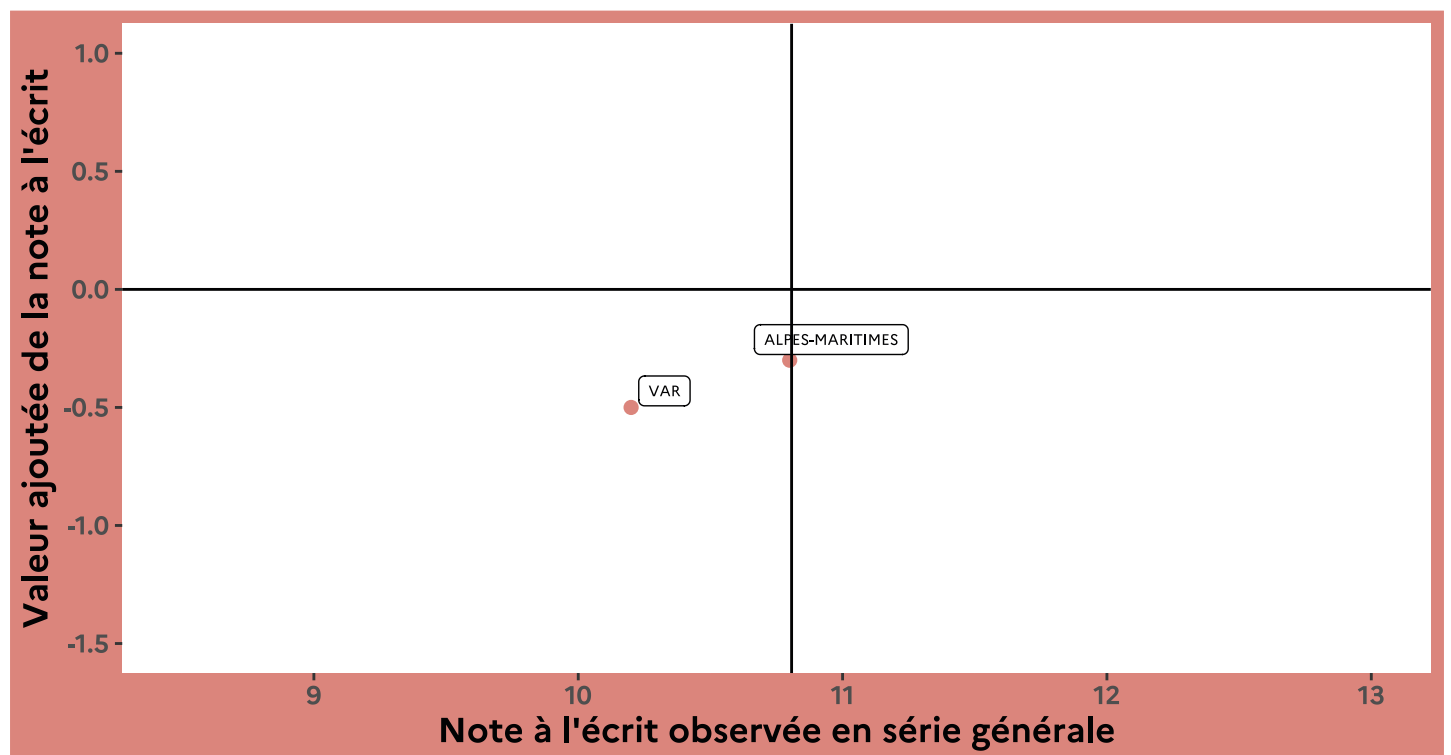 Valeur ajoutée de la note à l'écrit
1.0
0.5
0.0
-0.5
-1.0
-1.5
ALPES-MARITIMES
VAR
9
10
11
12
13
Note à l'écrit observée en série générale